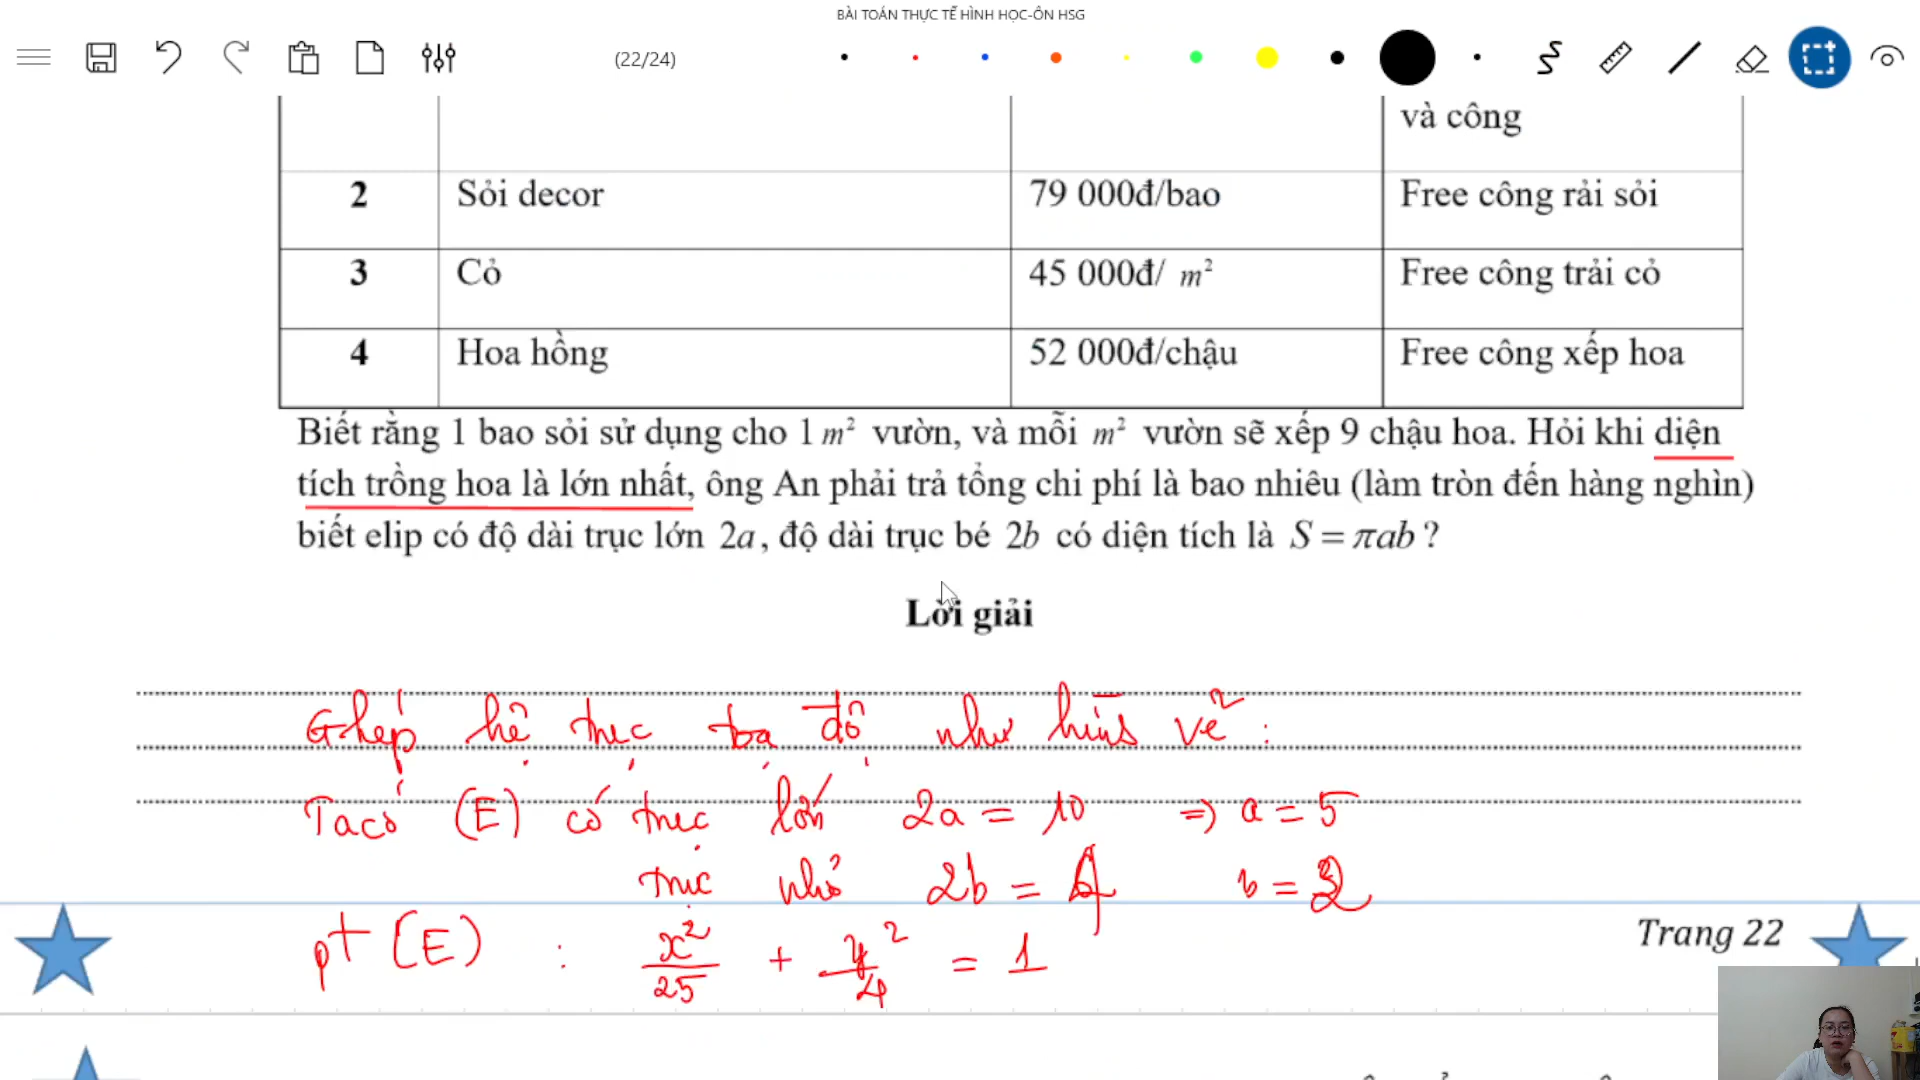 BÀI TOÁN THỰC TẾ HÌNH HỌC-ÔN HSG
(22/24)
và công
2 Sỏi decor 79 000đ/bao Free công rải sỏi
3 Cỏ 45 000đ/ m² Free công trải cỏ
4 Hoa hồng 52 000đ/chậu Free công xếp hoa
Biết rằng 1 bao sỏi sử dụng cho 1 m² vườn, và mỗi m² vườn sẽ xếp 9 chậu hoa. Hỏi khi diện
tích trồng hoa là lớn nhất, ông An phải trả tổng chi phí là bao nhiêu (làm tròn đến hàng nghìn)
biết elip có độ dài trục lớn 2a, độ dài trục bé 2b có diện tích là S = πab ?
Lời giải
Ghép hệ trục tọa độ như hình vẽ :
Ta có (E) có trục lớn 2a = 10 => a = 5
trục nhỏ 2b = 4 b = 2
pt (E) : x²/25 + y²/4 = 1
Trang 22